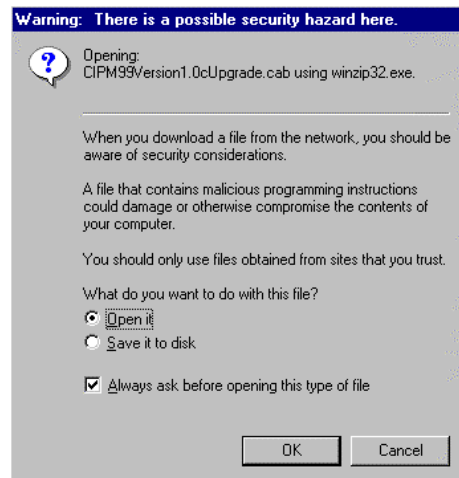 Warning: There is a possible security hazard here.
Opening:
CIPM99Version1.0cUpgrade.cab using winzip32.exe.
When you download a file from the network, you should be
aware of security considerations.
A file that contains malicious programming instructions
could damage or otherwise compromise the contents of
your computer.
You should only use files obtained from sites that you trust.
What do you want to do with this file?
Open it
Save it to disk
Always ask before opening this type of file
OK Cancel